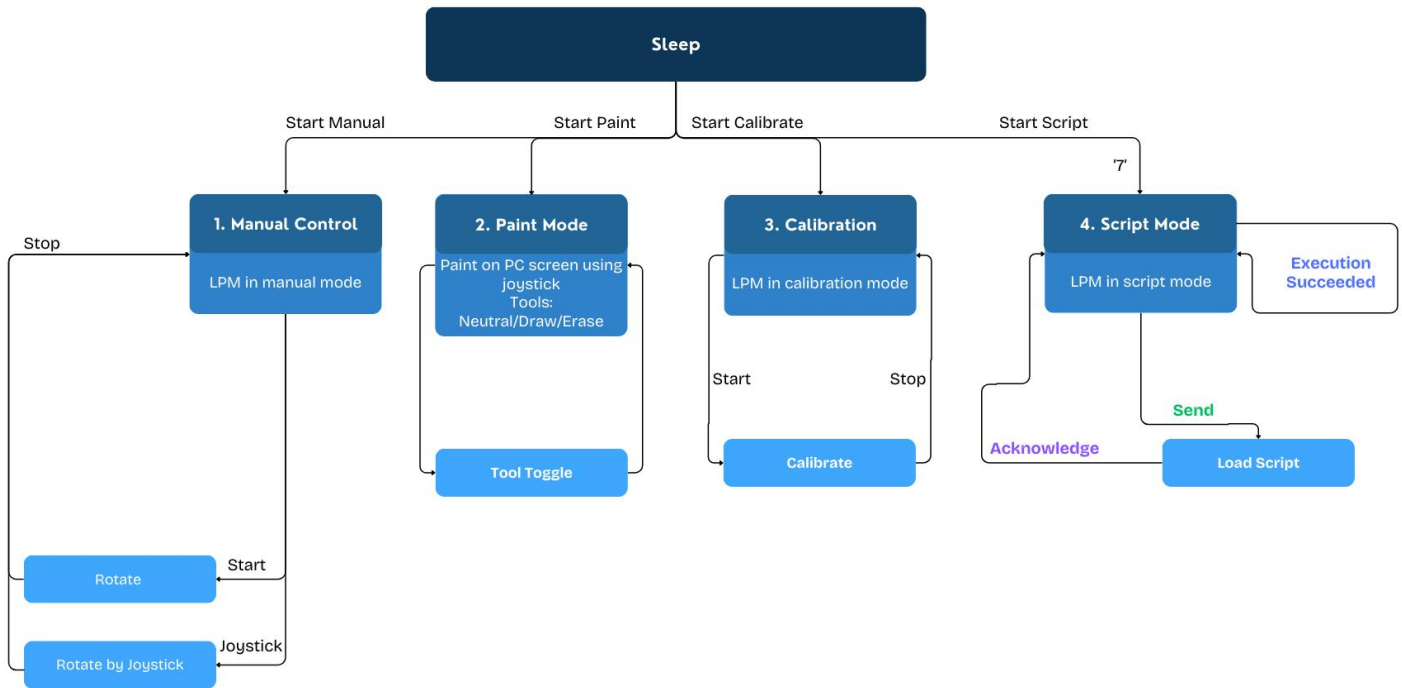 Sleep
Start Manual
Start Paint
Start Calibrate
Start Script
'7'
1. Manual Control
LPM in manual mode
2. Paint Mode
Paint on PC screen using
joystick
Tools:
Neutral/Draw/Erase
3. Calibration
LPM in calibration mode
4. Script Mode
LPM in script mode
Stop
Execution
Succeeded
Start
Stop
Send
Acknowledge
Tool Toggle
Calibrate
Load Script
Start
Rotate
Joystick
Rotate by Joystick